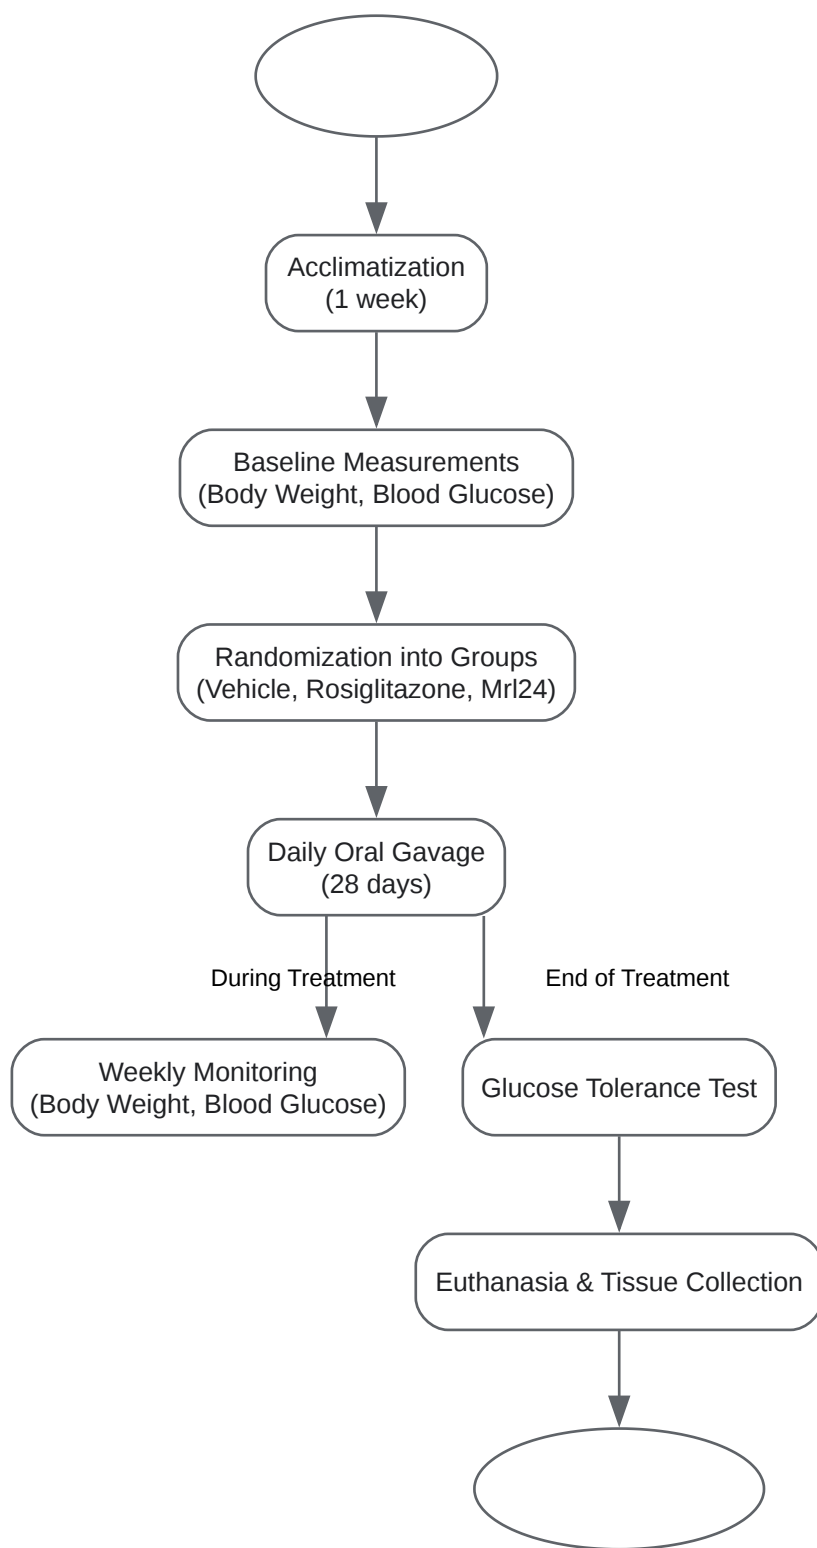 Acclimatization
(1 week)
Baseline Measurements
(Body Weight, Blood Glucose)
Randomization into Groups
(Vehicle, Rosiglitazone, Mrl24)
Daily Oral Gavage
(28 days)
During Treatment
End of Treatment
Weekly Monitoring
(Body Weight, Blood Glucose)
Glucose Tolerance Test
Euthanasia & Tissue Collection